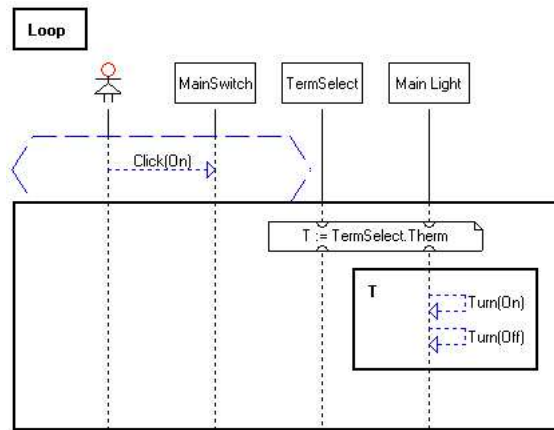 Loop
MainSwitch
TermSelect
Main Light
Click(On)
T := TermSelect.Therm
T
Turn(On)
Turn(Off)